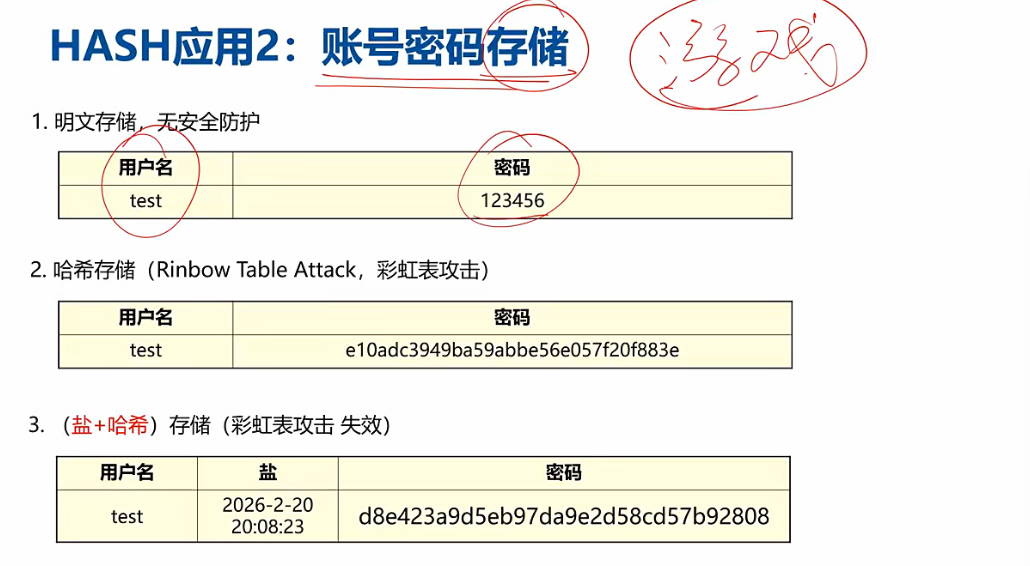 HASH应用2：账号密码存储
游戏
1. 明文存储，无安全防护
用户名 密码
test 123456
2. 哈希存储（Rinbow Table Attack，彩虹表攻击）
用户名 密码
test e10adc3949ba59abbe56e057f20f883e
3. （盐+哈希）存储（彩虹表攻击 失效）
用户名 盐 密码
test 2026-2-20 d8e423a9d5eb97da9e2d58cd57b92808
20:08:23